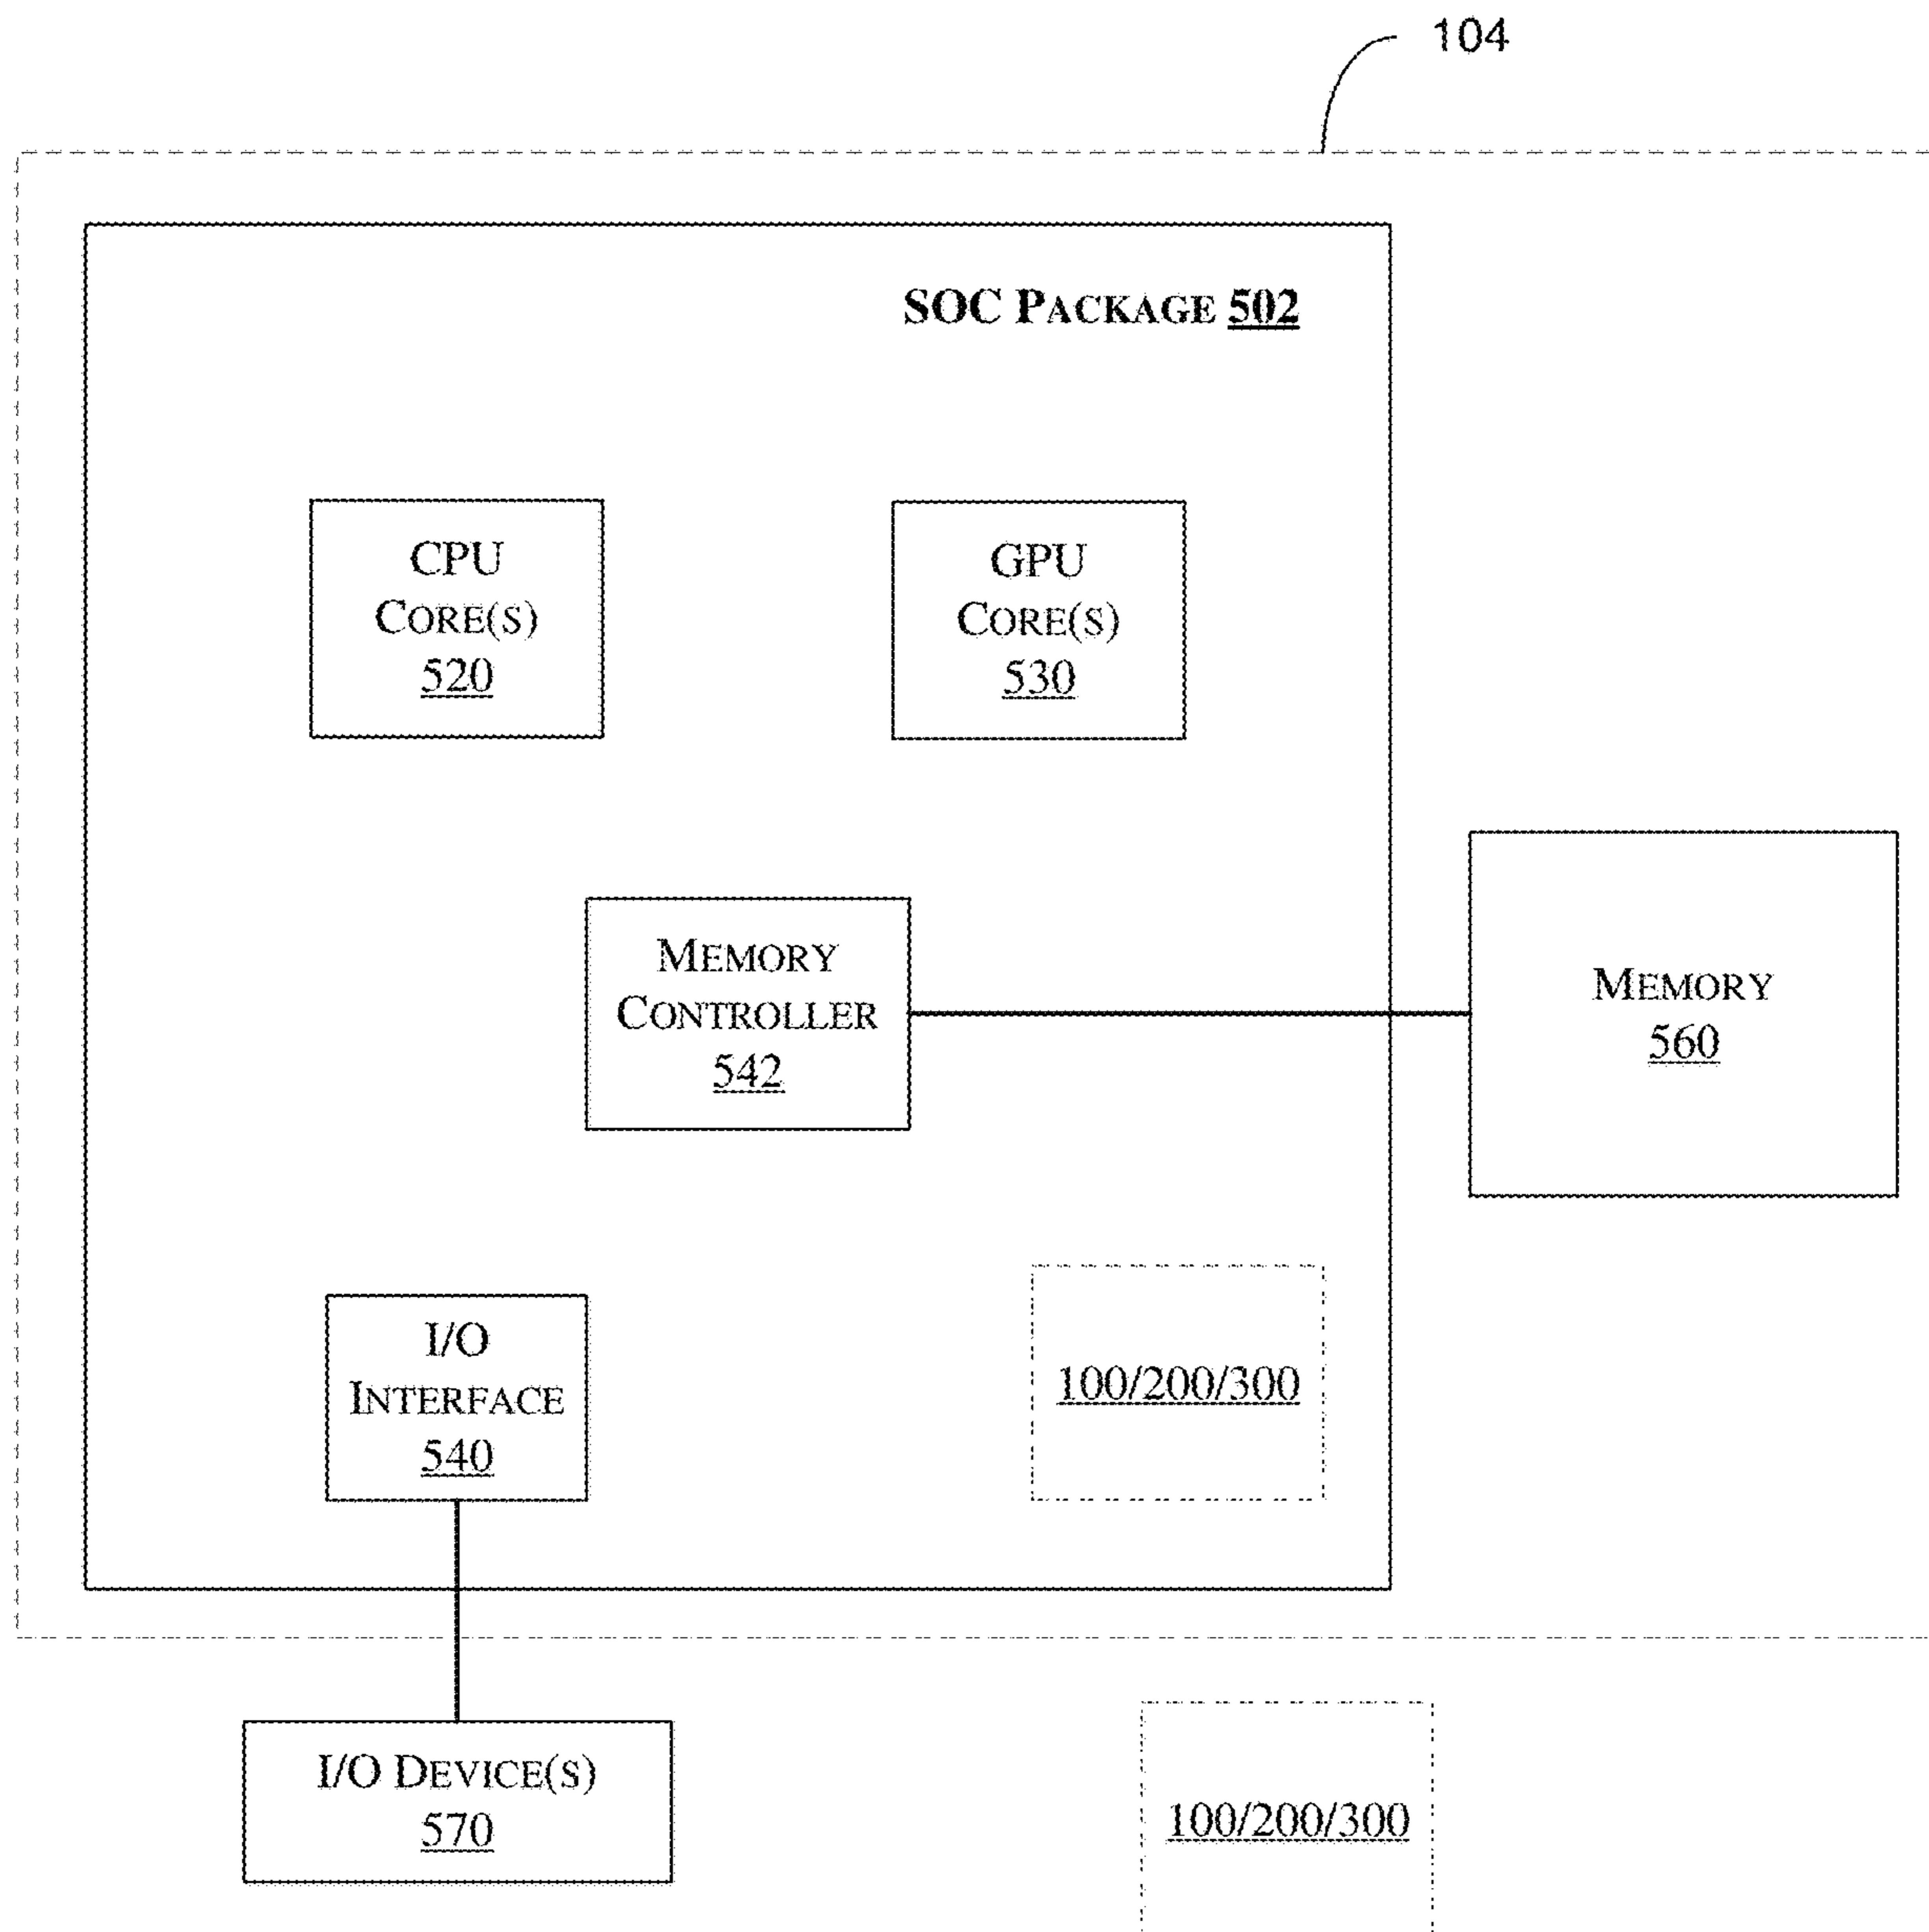 104
SOC PACKAGE 502
CPU
CORE(S)
520
GPU
CORE(S)
530
MEMORY
CONTROLLER
542
MEMORY
560
I/O
INTERFACE
540
100/200/300
I/O DEVICE(S)
570
100/200/300